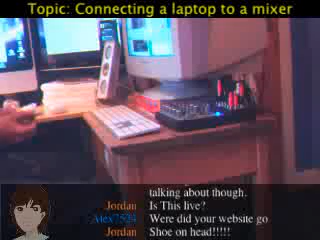 Topic: Connecting a laptop to a mixer
talking about though.
Jordan Is This live?
Alex7524 Were did your website go
Jordan Shoe on head!!!!!